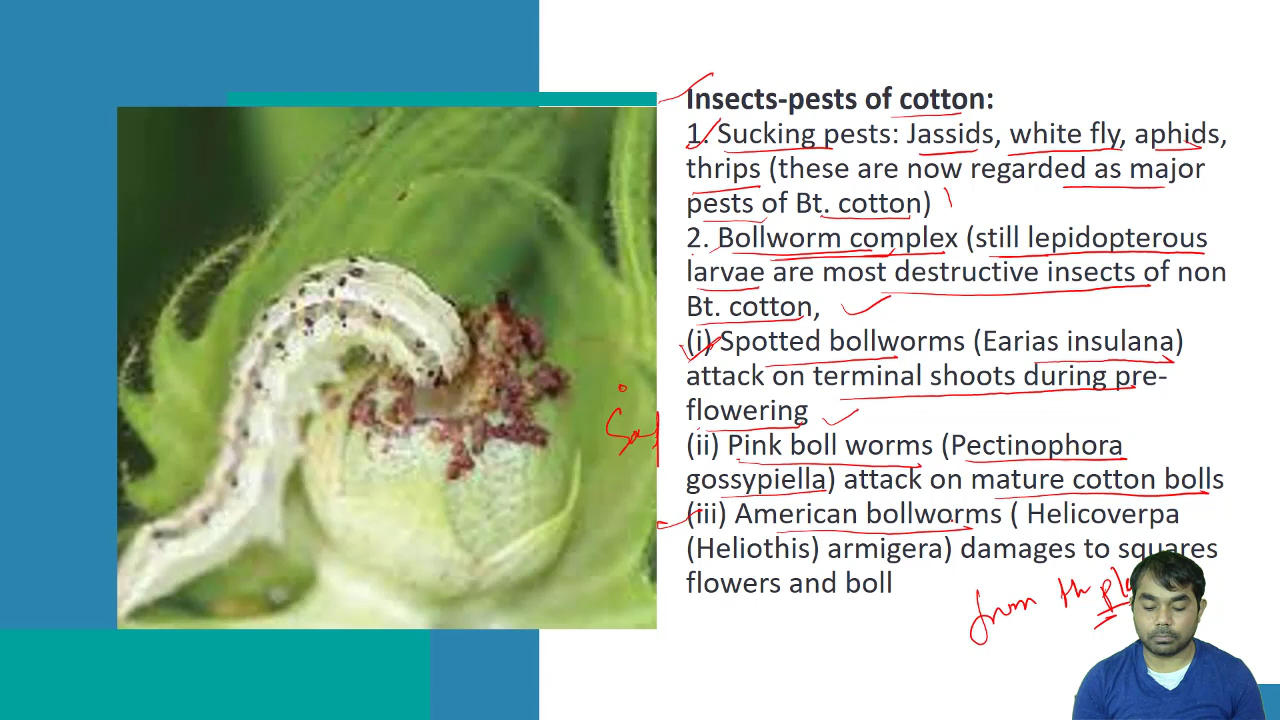 Insects-pests of cotton:
1. Sucking pests: Jassids, white fly, aphids,
thrips (these are now regarded as major
pests of Bt. cotton)
2. Bollworm complex (still lepidopterous
larvae are most destructive insects of non
Bt. cotton,
(i) Spotted bollworms (Earias insulana)
attack on terminal shoots during pre-
flowering
(ii) Pink boll worms (Pectinophora
gossypiella) attack on mature cotton bolls
(iii) American bollworms ( Helicoverpa
(Heliothis) armigera) damages to squares
flowers and boll
from the